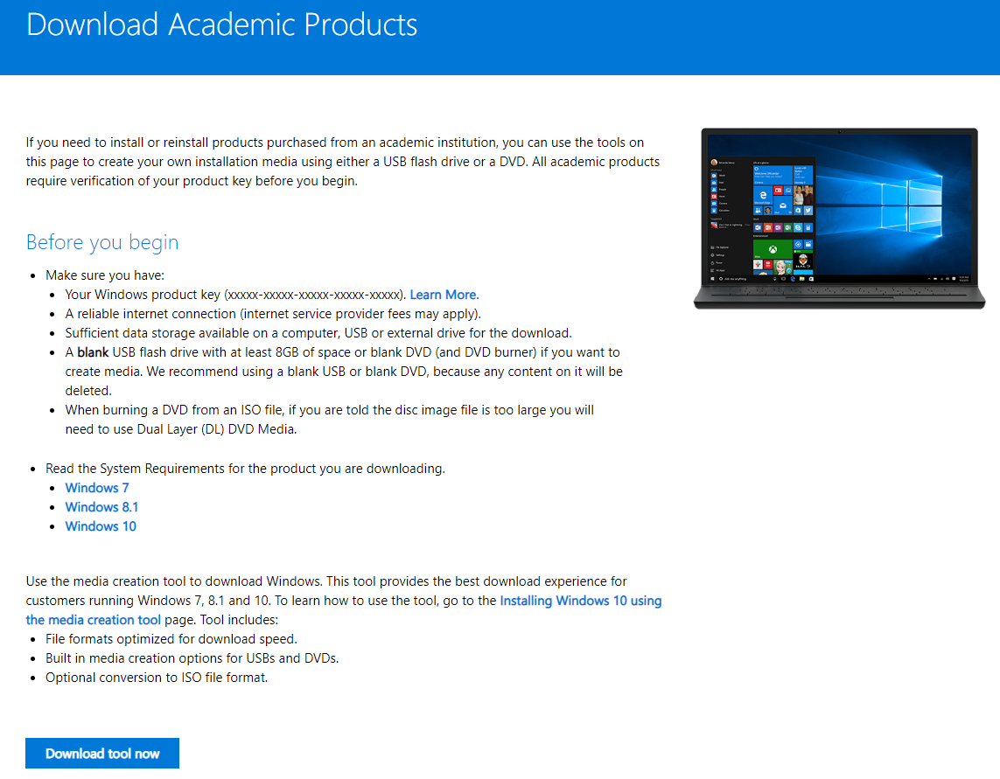 Download Academic Products
If you need to install or reinstall products purchased from an academic institution, you can use the tools on
this page to create your own installation media using either a USB flash drive or a DVD. All academic products
require verification of your product key before you begin.
Before you begin
Make sure you have:
Your Windows product key (xxxxx-xxxxx-xxxxx-xxxxx-xxxxx). Learn More.
A reliable internet connection (internet service provider fees may apply).
Sufficient data storage available on a computer, USB or external drive for the download.
A blank USB flash drive with at least 8GB of space or blank DVD (and DVD burner) if you want to
create media. We recommend using a blank USB or blank DVD, because any content on it will be
deleted.
When burning a DVD from an ISO file, if you are told the disc image file is too large you will
need to use Dual Layer (DL) DVD Media.
Read the System Requirements for the product you are downloading.
Windows 7
Windows 8.1
Windows 10
Use the media creation tool to download Windows. This tool provides the best download experience for
customers running Windows 7, 8.1 and 10. To learn how to use the tool, go to the Installing Windows 10 using
the media creation tool page. Tool includes:
File formats optimized for download speed.
Built in media creation options for USBs and DVDs.
Optional conversion to ISO file format.
Download tool now